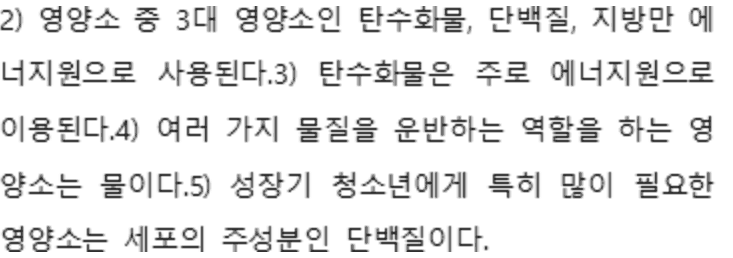 2) 영양소 중 3대 영양소인 탄수화물, 단백질, 지방만 에
너지원으로 사용된다.3) 탄수화물은 주로 에너지원으로
이용된다.4) 여러 가지 물질을 운반하는 역할을 하는 영
양소는 물이다.5) 성장기 청소년에게 특히 많이 필요한
영양소는 세포의 주성분인 단백질이다.